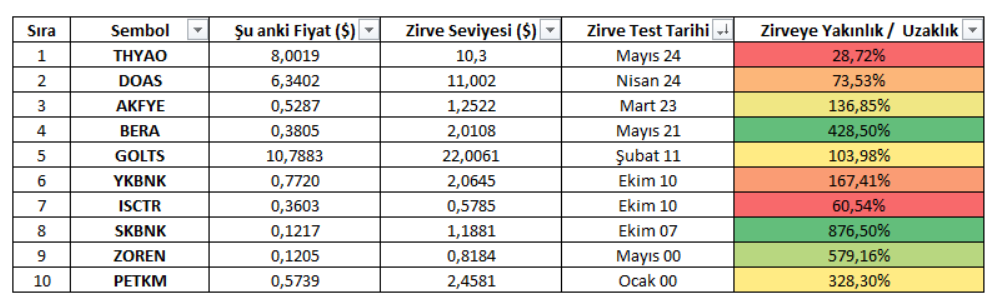 Sıra Sembol Şu anki Fiyat ($) Zirve Seviyesi ($) Zirve Test Tarihi Zirveye Yakınlık / Uzaklık
1 THYAO 8,0019 10,3 Mayıs 24 28,72%
2 DOAS 6,3402 11,002 Nisan 24 73,53%
3 AKFYE 0,5287 1,2522 Mart 23 136,85%
4 BERA 0,3805 2,0108 Mayıs 21 428,50%
5 GOLTS 10,7883 22,0061 Şubat 11 103,98%
6 YKBNK 0,7720 2,0645 Ekim 10 167,41%
7 ISCTR 0,3603 0,5785 Ekim 10 60,54%
8 SKBNK 0,1217 1,1881 Ekim 07 876,50%
9 ZOREN 0,1205 0,8184 Mayıs 00 579,16%
10 PETKM 0,5739 2,4581 Ocak 00 328,30%